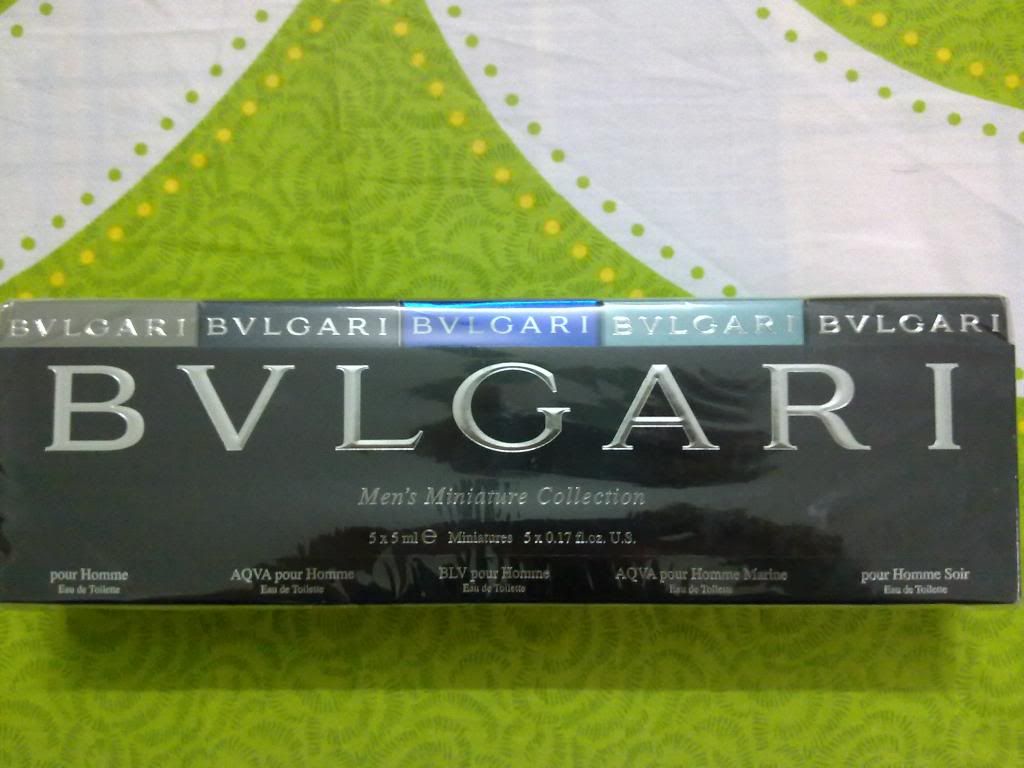 BVLGARI BVLGARI BVLGARI BVLGARI BVLGARI
BVLGARI
Men's Miniature Collection
5 x 5 ml ℮ Miniatures 5 x 0.17 fl.oz. U.S.
pour Homme AQVA pour Homme BLV pour Homme AQVA pour Homme Marine pour Homme Soir
Eau de Toilette Eau de Toilette Eau de Toilette Eau de Toilette Eau de Toilette